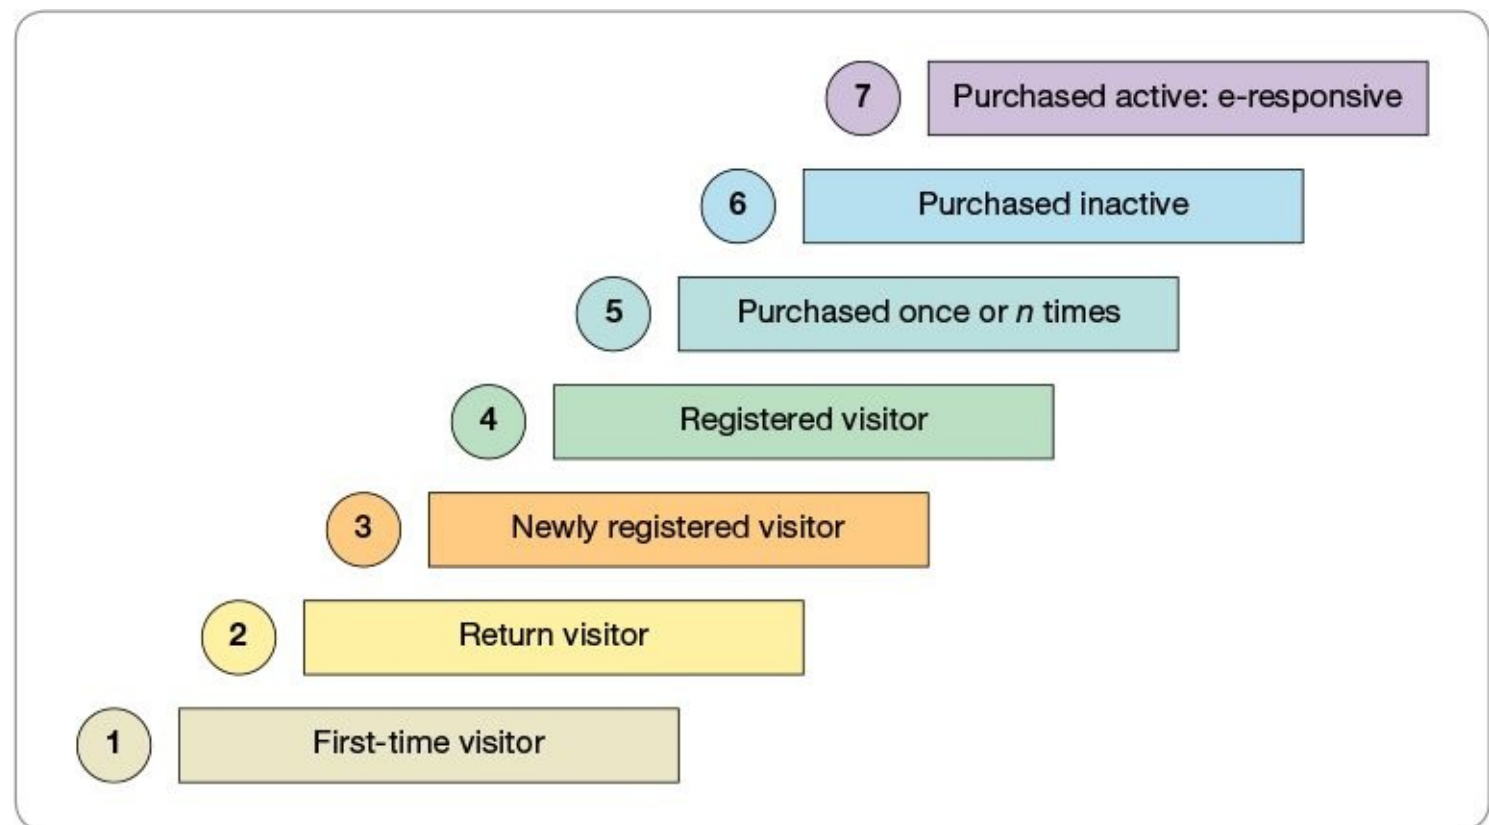 7 Purchased active: e-responsive
6 Purchased inactive
5 Purchased once or n times
4 Registered visitor
3 Newly registered visitor
2 Return visitor
1 First-time visitor